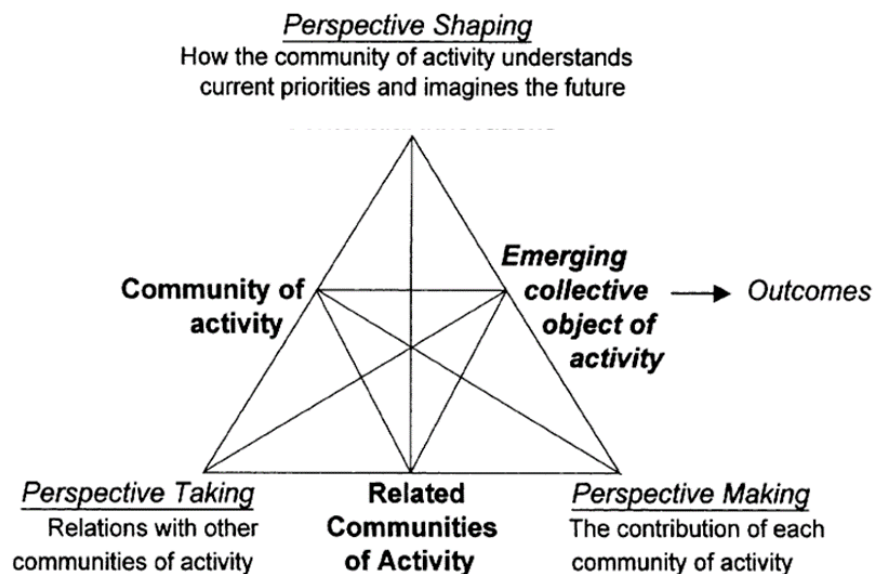 Perspective Shaping
How the community of activity understands
current priorities and imagines the future
Community of
activity
Emerging
collective
object of
activity
Outcomes
Perspective Taking
Relations with other
communities of activity
Related
Communities
of Activity
Perspective Making
The contribution of each
community of activity